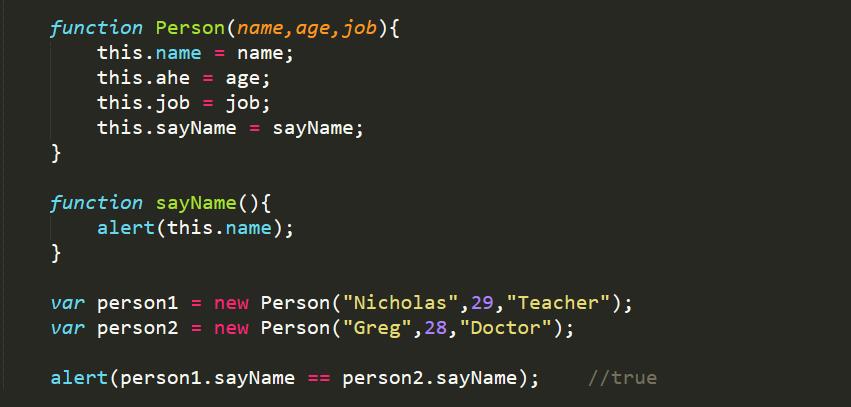 function Person(name,age,job){
    this.name = name;
    this.ahe = age;
    this.job = job;
    this.sayName = sayName;
}
function sayName(){
    alert(this.name);
}
var person1 = new Person("Nicholas",29,"Teacher");
var person2 = new Person("Greg",28,"Doctor");
alert(person1.sayName == person2.sayName);    //true